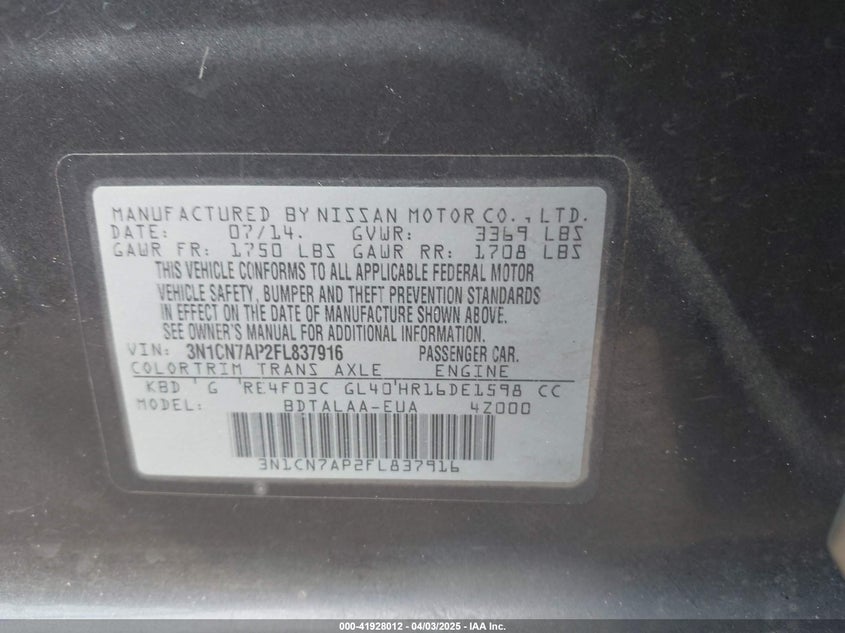 MANUFACTURED BY NISSAN MOTOR CO., LTD.
DATE: 07/14. GVWR: 3369 LBS
GAWR FR: 1750 LBS GAWR RR: 1708 LBS
THIS VEHICLE CONFORMS TO ALL APPLICABLE FEDERAL MOTOR
VEHICLE SAFETY, BUMPER AND THEFT PREVENTION STANDARDS
IN EFFECT ON THE DATE OF MANUFACTURE SHOWN ABOVE.
SEE OWNER'S MANUAL FOR ADDITIONAL INFORMATION.
VIN: 3N1CN7AP2FL837916 PASSENGER CAR.
COLOR TRIM TRANS AXLE ENGINE
KBD G RE4F03C GL40 HR16DE1598 CC
MODEL: BDTALAA-EUA 4Z000
3N1CN7AP2FL837916
000-41928012 - 04/03/2025 - IAA Inc.